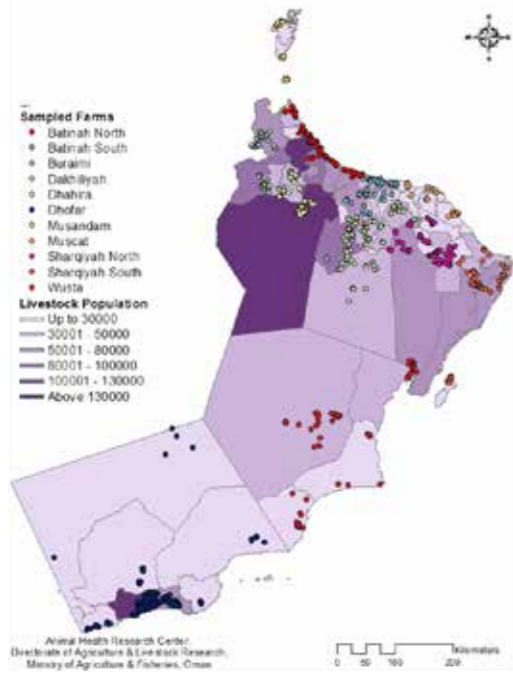 Sampled Farms
Batinah North
Batinah South
Buraimi
Dakhiliyah
Dhahira
Dhofar
Musandam
Muscat
Sharqiyah North
Sharqiyah South
Wusta
Livestock Population
Up to 30000
30001 - 50000
50001 - 80000
80001 - 100000
100001 - 130000
Above 130000
Animal Health Research Center,
Directorate of Agriculture & Livestock Research,
Ministry of Agriculture & Fisheries, Oman
Kilometers
0 50 100 200